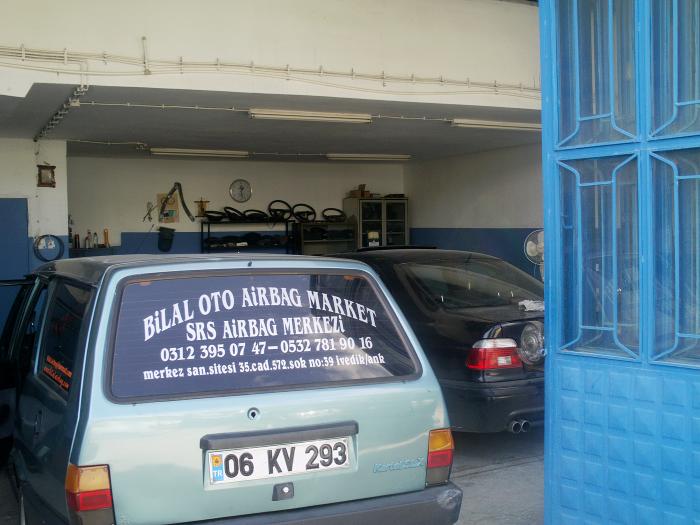 BiLAL OTO AiRBAG MARKET
SRS AiRBAG MERKEZi
0312 395 07 47-0532 781 90 16
merkez san.sitesi 35.cad.572.sok no:39 ivedik/ank
TR 06 KV 293